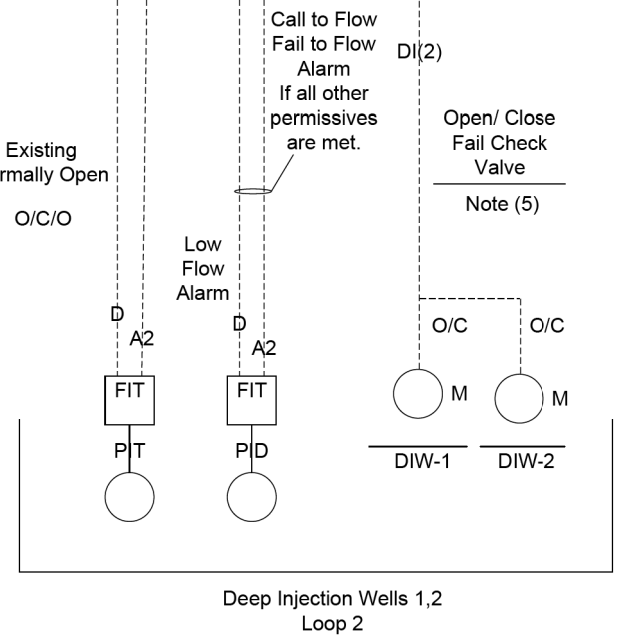 Call to Flow
Fail to Flow
Alarm
If all other
permissives
are met.
DI(2)
Open/ Close
Fail Check
Valve
Note (5)
Existing
rmally Open
O/C/O
Low
Flow
Alarm
D
A2
D
A2
O/C
O/C
FIT
FIT
M
M
PIT
PID
DIW-1
DIW-2
Deep Injection Wells 1,2
Loop 2